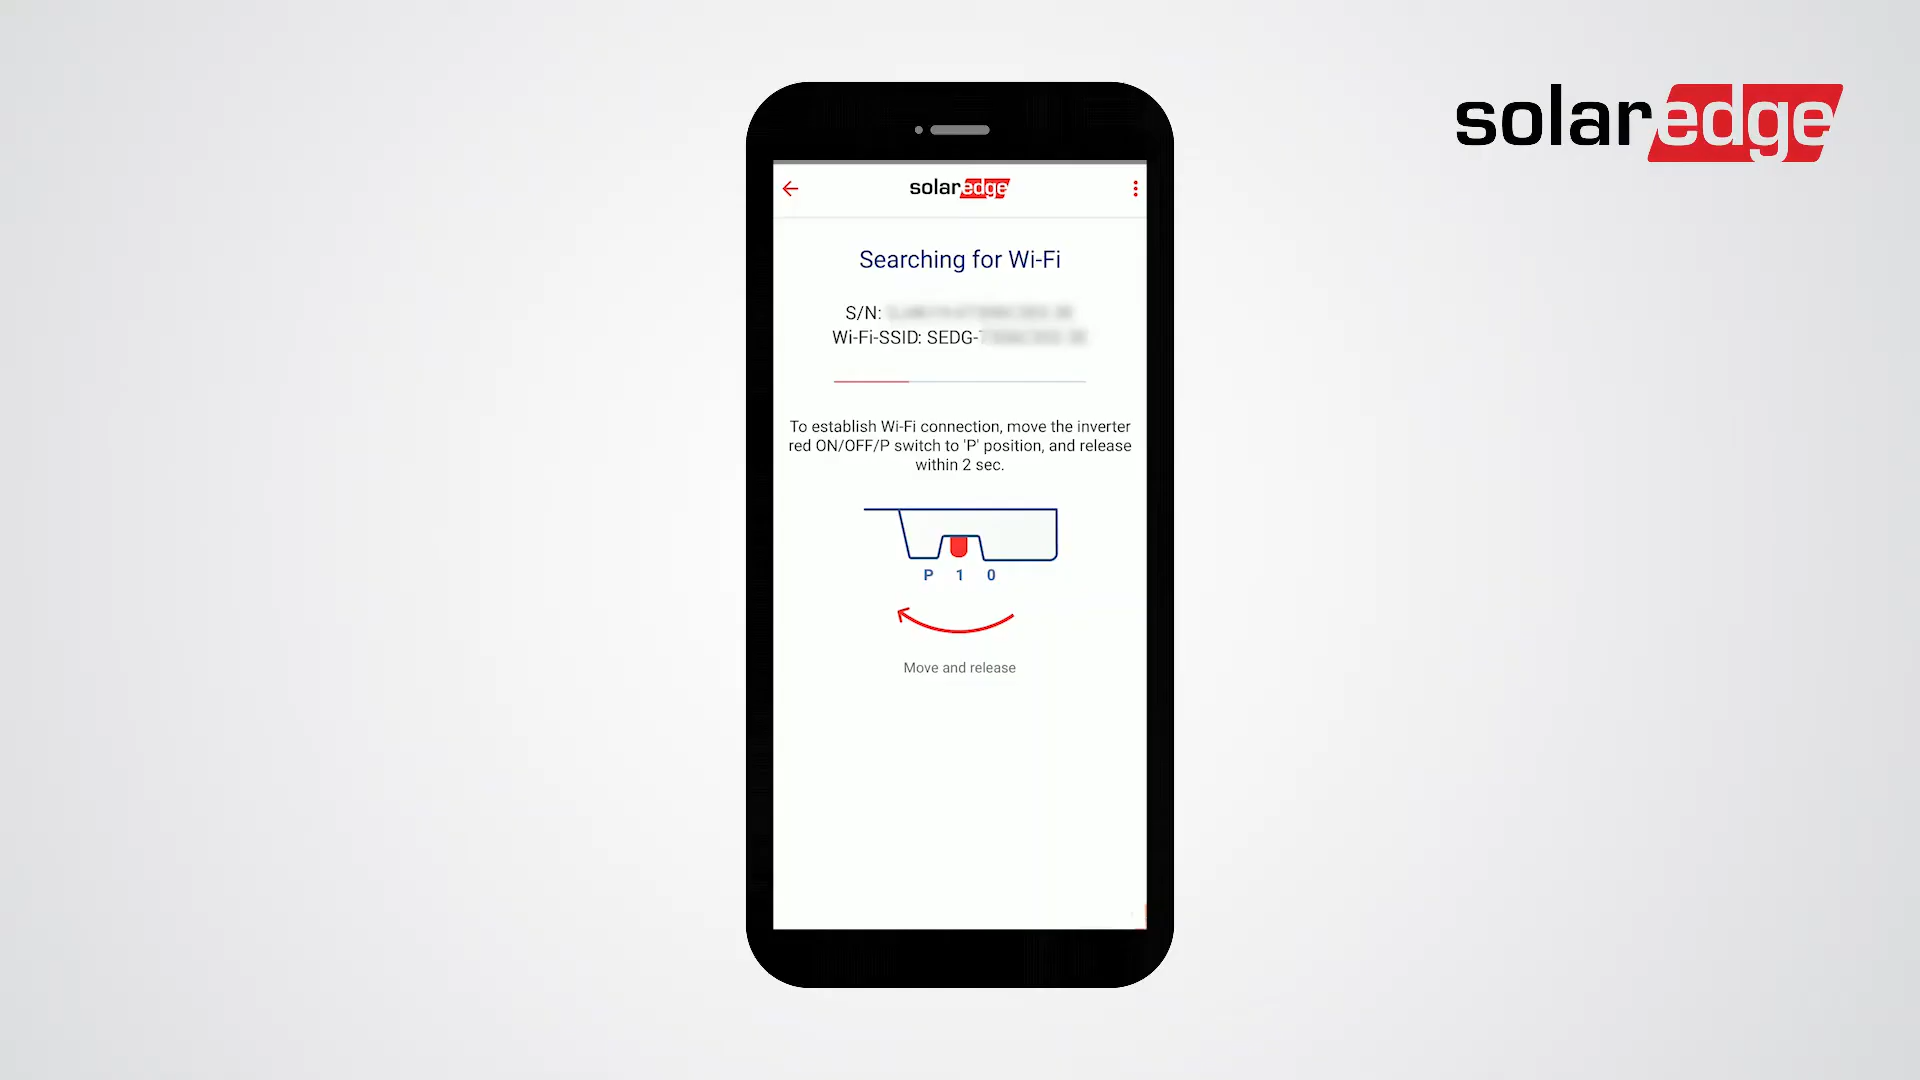 solaredge
solaredge
Searching for Wi-Fi
S/N:
Wi-Fi-SSID: SEDG-
To establish Wi-Fi connection, move the inverter
red ON/OFF/P switch to 'P' position, and release
within 2 sec.
P 1 0
Move and release